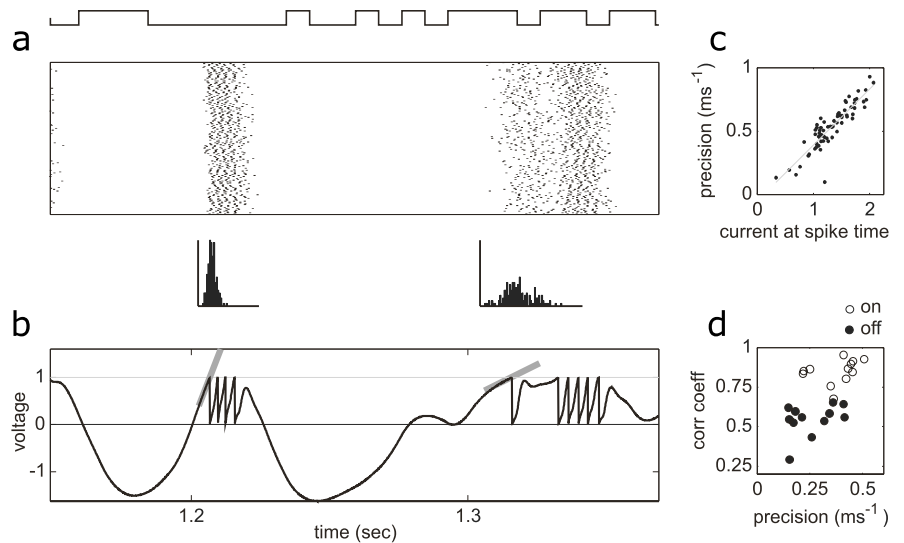 a
b
voltage
1
0
-1
1.2
1.3
time (sec)
c
precision (ms⁻¹)
1
0.5
0
0
1
2
current at spike time
d
on
off
corr coeff
1
0.75
0.5
0.25
0
0.25
0.5
precision (ms⁻¹)